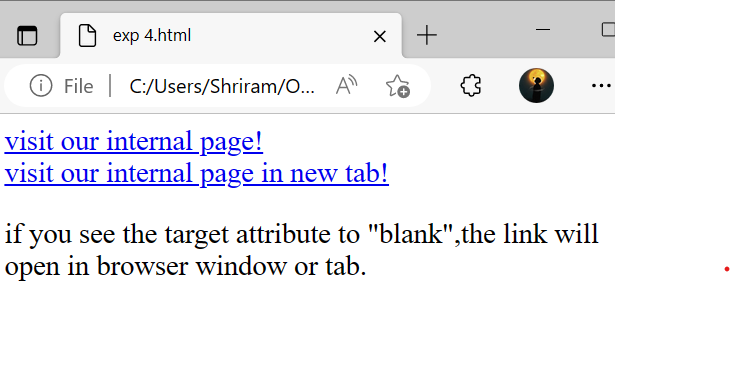 exp 4.html
File C:/Users/Shriram/O...
visit our internal page!
visit our internal page in new tab!
if you see the target attribute to "blank",the link will
open in browser window or tab.